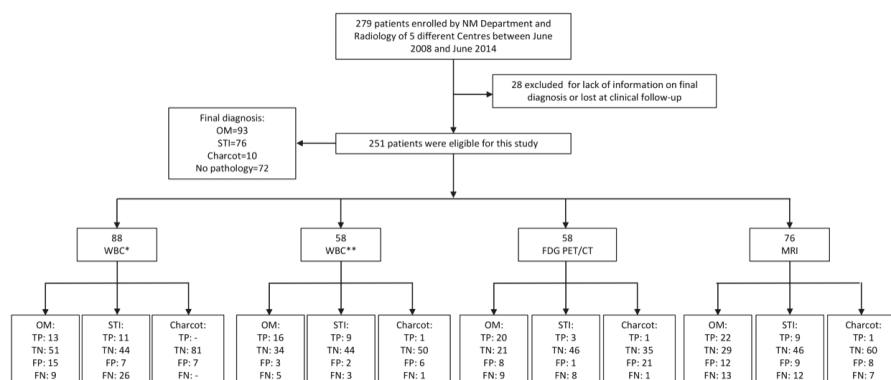 279 patients enrolled by NM Department and
Radiology of 5 different Centres between June
2008 and June 2014
28 excluded for lack of information on final
diagnosis or lost at clinical follow-up
Final diagnosis:
OM=93
STI=76
Charcot=10
No pathology=72
251 patients were eligible for this study
88
WBC*
58
WBC**
58
FDG PET/CT
76
MRI
OM:
TP: 13
TN: 51
FP: 15
FN: 9
STI:
TP: 11
TN: 44
FP: 7
FN: 26
Charcot:
TP: -
TN: 81
FP: 7
FN: -
OM:
TP: 16
TN: 34
FP: 3
FN: 5
STI:
TP: 9
TN: 44
FP: 2
FN: 3
Charcot:
TP: 1
TN: 50
FP: 6
FN: 1
OM:
TP: 20
TN: 21
FP: 8
FN: 9
STI:
TP: 3
TN: 46
FP: 1
FN: 8
Charcot:
TP: 1
TN: 35
FP: 21
FN: 1
OM:
TP: 22
TN: 29
FP: 12
FN: 13
STI:
TP: 9
TN: 46
FP: 9
FN: 12
Charcot:
TP: 1
TN: 60
FP: 8
FN: 7